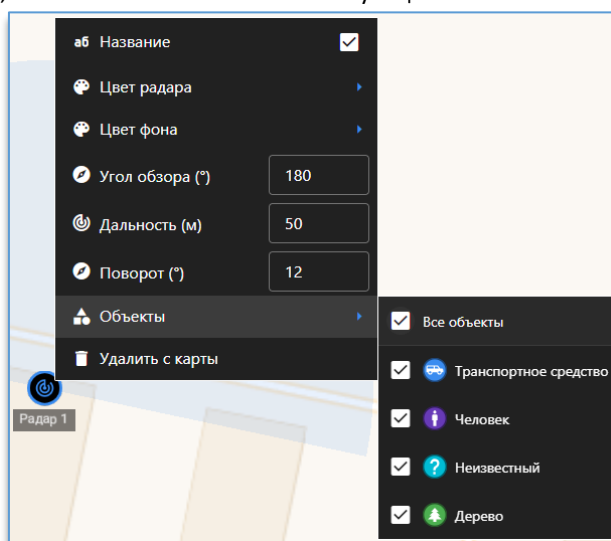 аб Название
Цвет радара
Цвет фона
Угол обзора (°) 180
Дальность (м) 50
Поворот (°) 12
Объекты
Удалить с карты
Все объекты
Транспортное средство
Человек
Неизвестный
Дерево
Радар 1